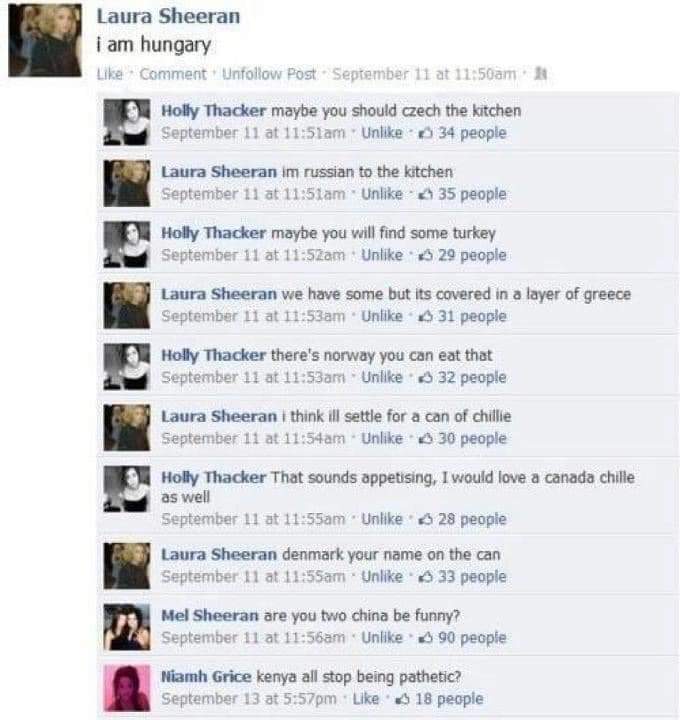 Laura Sheeran
i am hungary
Like · Comment · Unfollow Post · September 11 at 11:50am ·
Holly Thacker maybe you should czech the kitchen
September 11 at 11:51am · Unlike · 34 people
Laura Sheeran im russian to the kitchen
September 11 at 11:51am · Unlike · 35 people
Holly Thacker maybe you will find some turkey
September 11 at 11:52am · Unlike · 29 people
Laura Sheeran we have some but its covered in a layer of greece
September 11 at 11:53am · Unlike · 31 people
Holly Thacker there's norway you can eat that
September 11 at 11:53am · Unlike · 32 people
Laura Sheeran i think ill settle for a can of chillie
September 11 at 11:54am · Unlike · 30 people
Holly Thacker That sounds appetising, I would love a canada chille
as well
September 11 at 11:55am · Unlike · 28 people
Laura Sheeran denmark your name on the can
September 11 at 11:55am · Unlike · 33 people
Mel Sheeran are you two china be funny?
September 11 at 11:56am · Unlike · 90 people
Niamh Grice kenya all stop being pathetic?
September 13 at 5:57pm · Like · 18 people